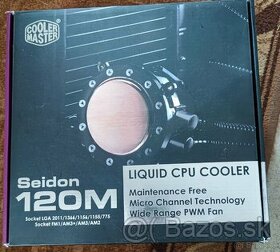 COOLER
MASTER
Seidon
120M
Socket LGA 2011/1366/1156/1155/775
Socket FM1/AM3+/AM3/AM2
LIQUID CPU COOLER
Maintenance Free
Micro Channel Technology
Wide Range PWM Fan
Bazos.sk